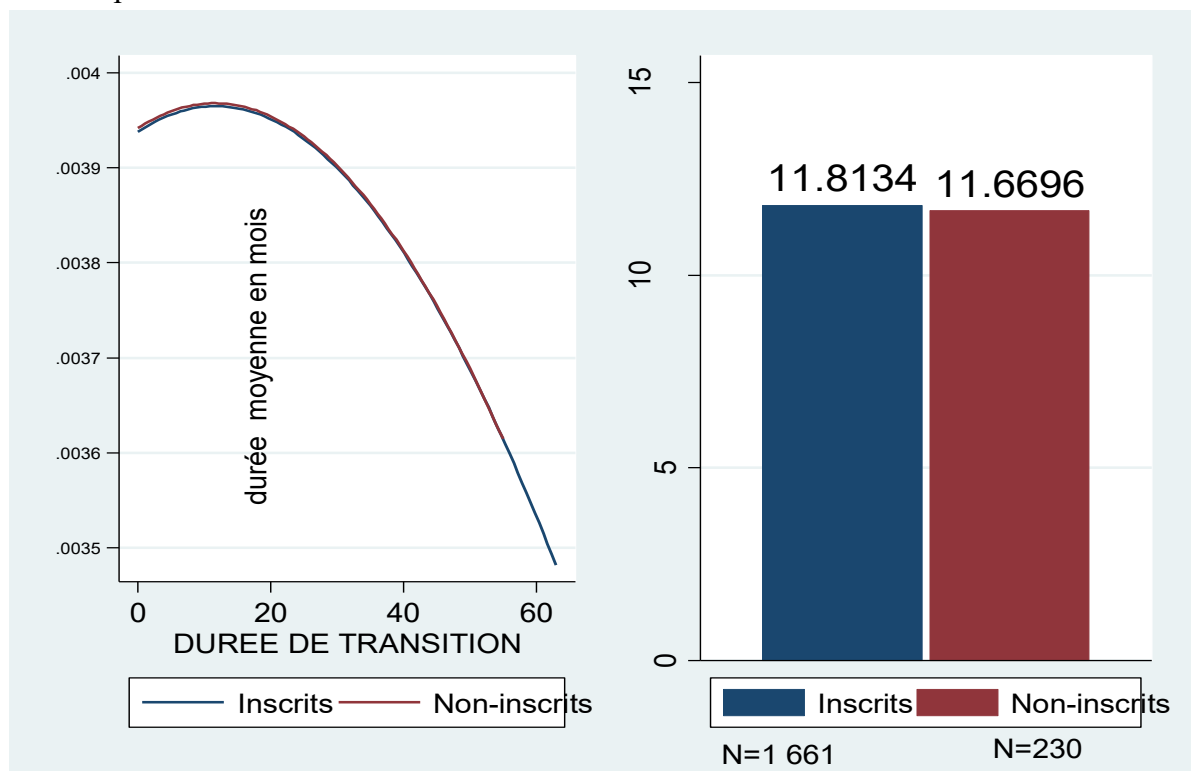 .004
.0039
.0038
.0037
.0036
.0035
durée moyenne en mois
0 20 40 60
DUREE DE TRANSITION
Inscrits Non-inscrits
15
10
5
0
11.8134 11.6696
Inscrits Non-inscrits
N=1 661 N=230